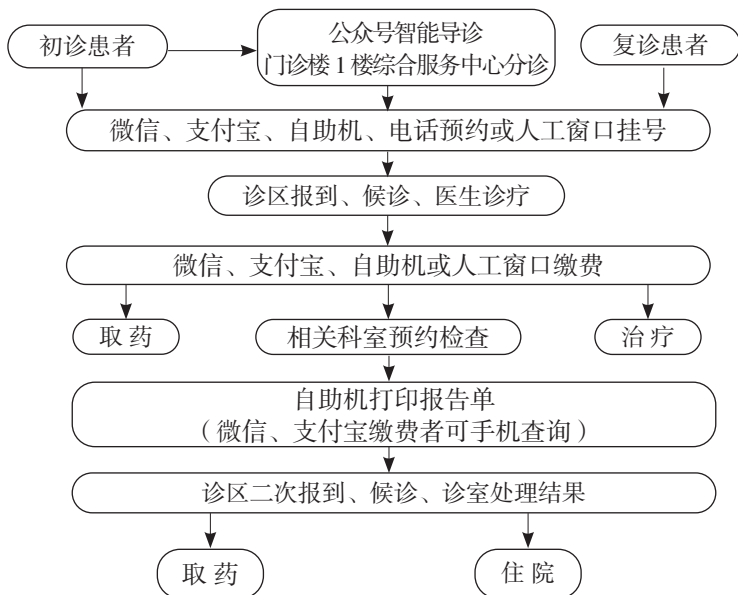 初诊患者
公众号智能导诊
门诊楼1楼综合服务中心分诊
复诊患者
微信、支付宝、自助机、电话预约或人工窗口挂号
诊区报到、候诊、医生诊疗
微信、支付宝、自助机或人工窗口缴费
取药
相关科室预约检查
治疗
自助机打印报告单
（微信、支付宝缴费者可手机查询）
诊区二次报到、候诊、诊室处理结果
取药
住院